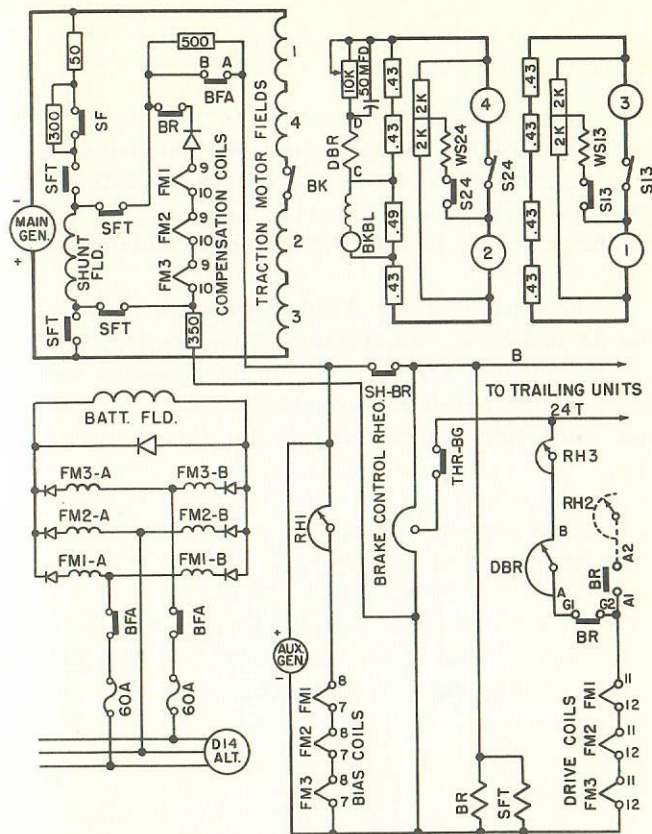 50
300
SF
SFT
MAIN
GEN.
-
+
SHUNT
FLD.
SFT
SFT
SFT
500
B A
BFA
BR
9
FM1
10
9
FM2
10
9
FM3
10
350
COMPENSATION COILS
TRACTION MOTOR FIELDS
1
4
BK
2
3
10K
50 MFD
D
DBR
C
BKBL
.43
.43
.49
.43
2K
2K
WS24
S24
4
S24
2
.43
.43
.43
.43
2K
2K
WS13
S13
3
S13
1
B
SH-BR
TO TRAILING UNITS
24 T
BATT. FLD.
FM3-A
FM3-B
FM2-A
FM2-B
FM1-A
FM1-B
BFA
BFA
60A
60A
D14
ALT.
RH1
BRAKE CONTROL RHEO.
THR-BG
+
AUX.
GEN.
-
8
FM1
7
8
FM2
7
8
FM3
7
BIAS COILS
BR
SFT
RH3
RH2
B
DBR
A
A2
BR
A1
G1
G2
BR
11
FM1
12
11
FM2
12
11
FM3
12
DRIVE COILS